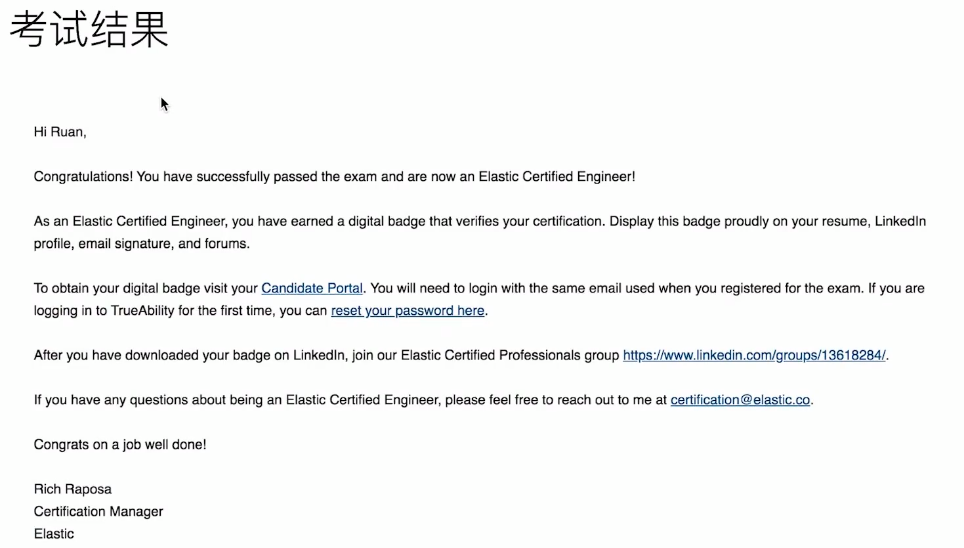 考试结果
Hi Ruan,
Congratulations! You have successfully passed the exam and are now an Elastic Certified Engineer!
As an Elastic Certified Engineer, you have earned a digital badge that verifies your certification. Display this badge proudly on your resume, LinkedIn
profile, email signature, and forums.
To obtain your digital badge visit your Candidate Portal. You will need to login with the same email used when you registered for the exam. If you are
logging in to TrueAbility for the first time, you can reset your password here.
After you have downloaded your badge on LinkedIn, join our Elastic Certified Professionals group https://www.linkedin.com/groups/13618284/.
If you have any questions about being an Elastic Certified Engineer, please feel free to reach out to me at certification@elastic.co.
Congrats on a job well done!
Rich Raposa
Certification Manager
Elastic